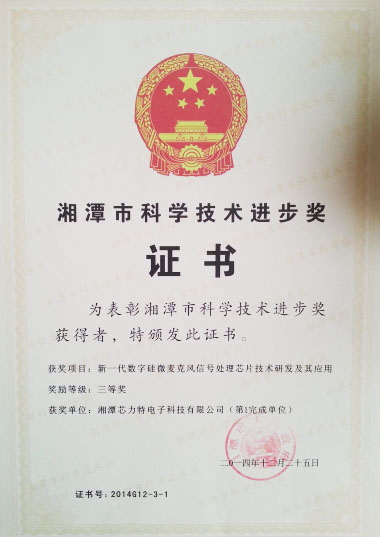 湘潭市科学技术进步奖
证书
为表彰湘潭市科学技术进步奖
获得者，特颁发此证书。
获奖项目：新一代数字硅微麦克风信号处理芯片技术研发及其应用
奖励等级：三等奖
获奖单位：湘潭芯力特电子科技有限公司（第1完成单位）
二〇一四年十二月二十五日
证书号：2014G12-3-1